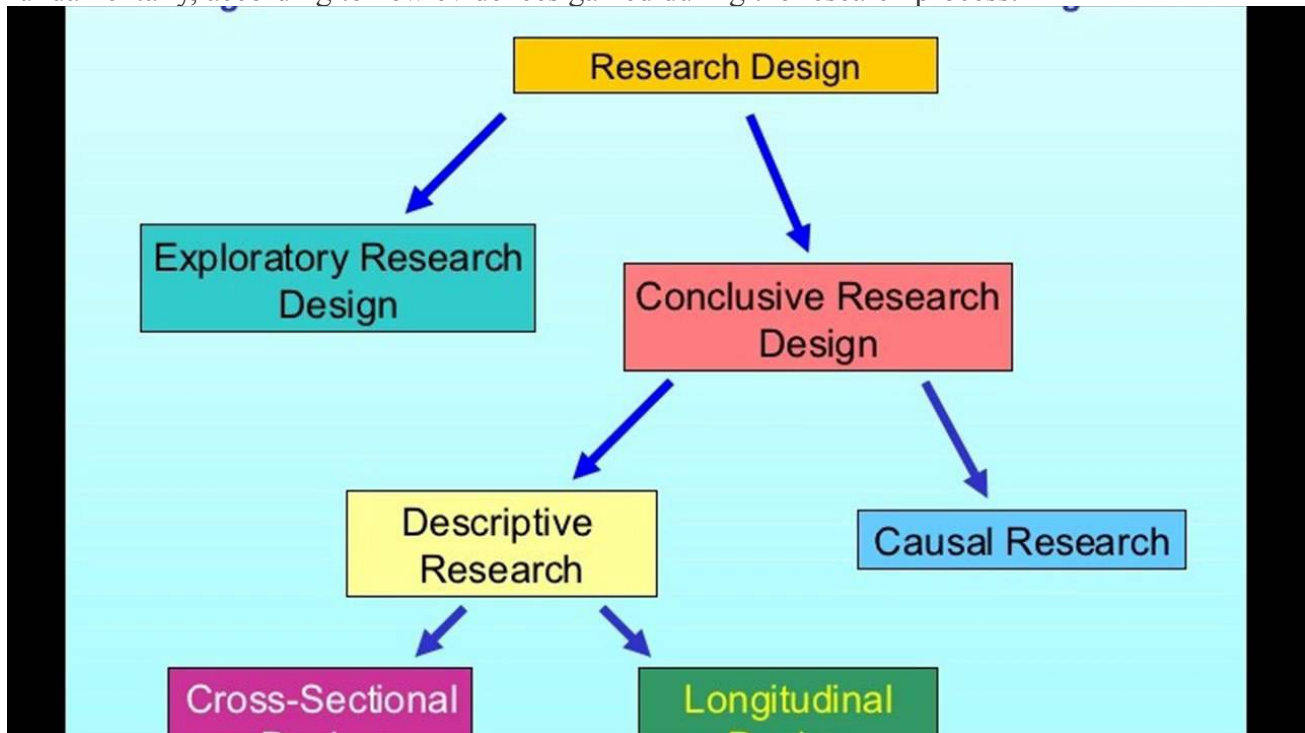 Research Design
Exploratory Research
Design
Conclusive Research
Design
Descriptive
Research
Causal Research
Cross-Sectional
Longitudinal